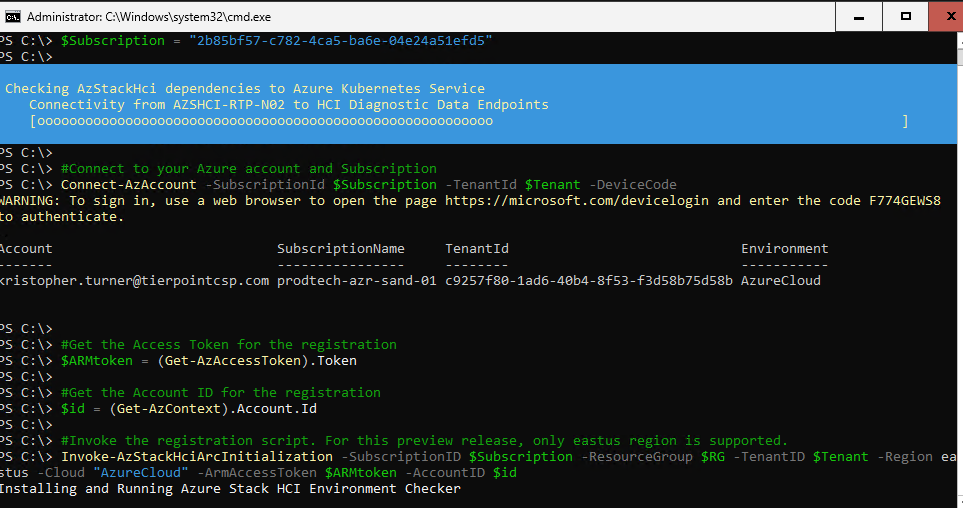 Administrator: C:\Windows\system32\cmd.exe
PS C:\> $Subscription = "2b85bf57-c782-4ca5-ba6e-04e24a51efd5"
PS C:\>
Checking AzStackHci dependencies to Azure Kubernetes Service
Connectivity from AZSHCI-RTP-N02 to HCI Diagnostic Data Endpoints
[ooooooooooooooooooooooooooooooooooooooooooooooooooooooooo ]
PS C:\>
PS C:\> #Connect to your Azure account and Subscription
PS C:\> Connect-AzAccount -SubscriptionId $Subscription -TenantId $Tenant -DeviceCode
WARNING: To sign in, use a web browser to open the page https://microsoft.com/devicelogin and enter the code F774GEWS8
to authenticate.
Account SubscriptionName TenantId Environment
------- ---------------- -------- -----------
kristopher.turner@tierpointcsp.com prodtech-azr-sand-01 c9257f80-1ad6-40b4-8f53-f3d58b75d58b AzureCloud
PS C:\>
PS C:\> #Get the Access Token for the registration
PS C:\> $ARMtoken = (Get-AzAccessToken).Token
PS C:\>
PS C:\> #Get the Account ID for the registration
PS C:\> $id = (Get-AzContext).Account.Id
PS C:\>
PS C:\> #Invoke the registration script. For this preview release, only eastus region is supported.
PS C:\> Invoke-AzStackHciArcInitialization -SubscriptionID $Subscription -ResourceGroup $RG -TenantID $Tenant -Region ea
stus -Cloud "AzureCloud" -ArmAccessToken $ARMtoken -AccountID $id
Installing and Running Azure Stack HCI Environment Checker